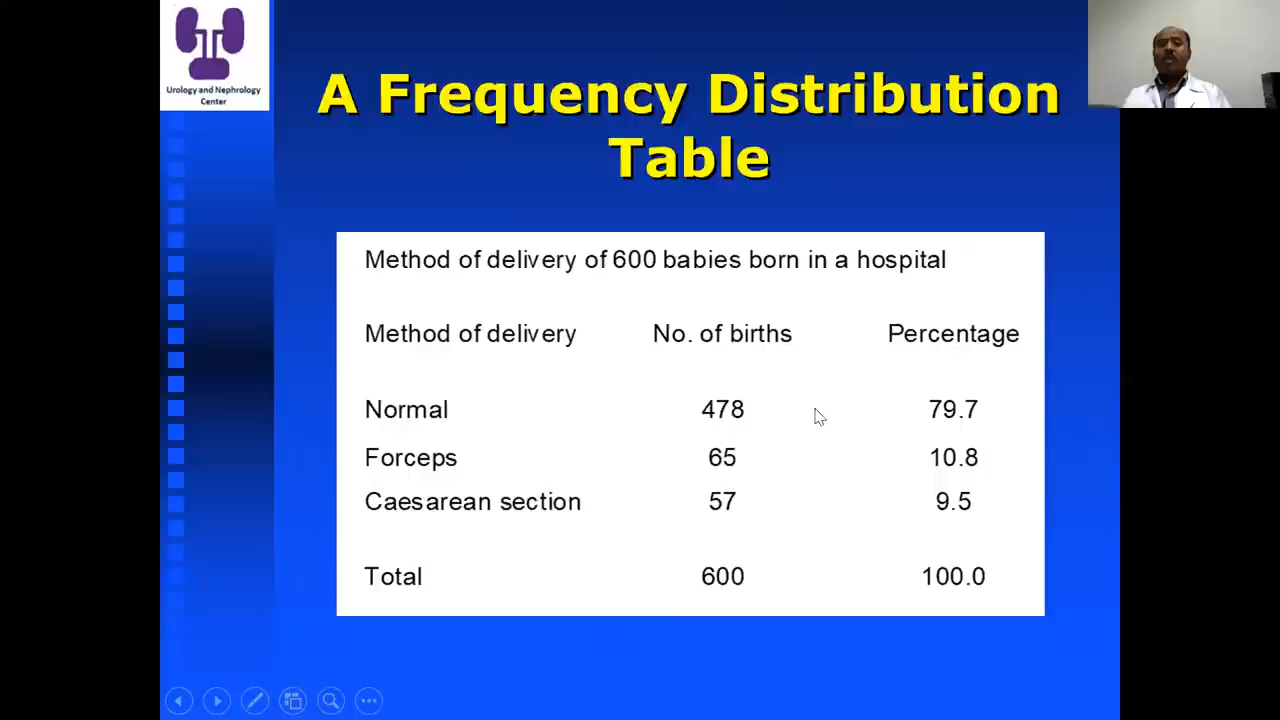 Urology and Nephrology
Center
A Frequency Distribution
Table
Method of delivery of 600 babies born in a hospital
Method of delivery No. of births Percentage
Normal 478 79.7
Forceps 65 10.8
Caesarean section 57 9.5
Total 600 100.0